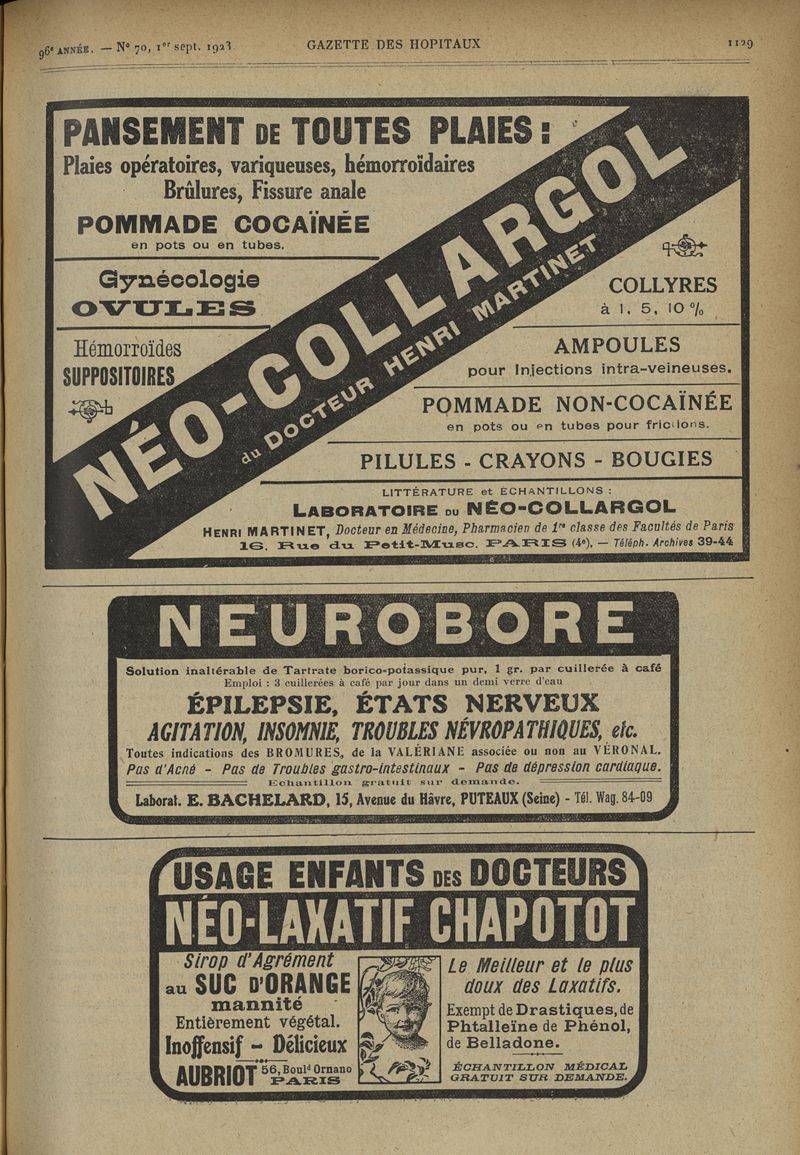 96e ANNÉE. — No 70, 1er sept. 1923
GAZETTE DES HOPITAUX
1129
PANSEMENT DE TOUTES PLAIES :
Plaies opératoires, variqueuses, hémorroïdaires
Brûlures, Fissure anale
POMMADE COCAÏNÉE
en pots ou en tubes.
Gynécologie
OVULES
Hémorroïdes
SUPPOSITOIRES
NÉO-COLLARGOL
du DOCTEUR HENRI MARTINET
COLLYRES
à 1, 5, 10 %
AMPOULES
pour Injections intra-veineuses.
POMMADE NON-COCAÏNÉE
en pots ou en tubes pour frictions.
PILULES - CRAYONS - BOUGIES
LITTÉRATURE et ÉCHANTILLONS :
LABORATOIRE DU NÉO-COLLARGOL
HENRI MARTINET, Docteur en Médecine, Pharmacien de 1re classe des Facultés de Paris
16, Rue du Petit-Musc. PARIS (4e). — Téléph. Archives 39-44
NEUROBORE
Solution inaltérable de Tartrate borico-potassique pur, 1 gr. par cuillerée à café
Emploi : 3 cuillerées à café par jour dans un demi verre d'eau
ÉPILEPSIE, ÉTATS NERVEUX
AGITATION, INSOMNIE, TROUBLES NÉVROPATHIQUES, etc.
Toutes indications des BROMURES, de la VALÉRIANE associée ou non au VÉRONAL.
Pas d'Acné - Pas de Troubles gastro-intestinaux - Pas de dépression cardiaque.
Echantillon gratuit sur demande.
Laborat. E. BACHELARD, 15, Avenue du Hâvre, PUTEAUX (Seine) - Tél. Wag. 84-09
USAGE ENFANTS DES DOCTEURS
NÉO-LAXATIF CHAPOTOT
Sirop d'Agrément
au SUC D'ORANGE
mannité
Entièrement végétal.
Inoffensif - Délicieux
AUBRIOT 56, Bould Ornano
PARIS
Le Meilleur et le plus
doux des Laxatifs.
Exempt de Drastiques, de
Phtalleïne de Phénol,
de Belladone.
ÉCHANTILLON MÉDICAL
GRATUIT SUR DEMANDE.